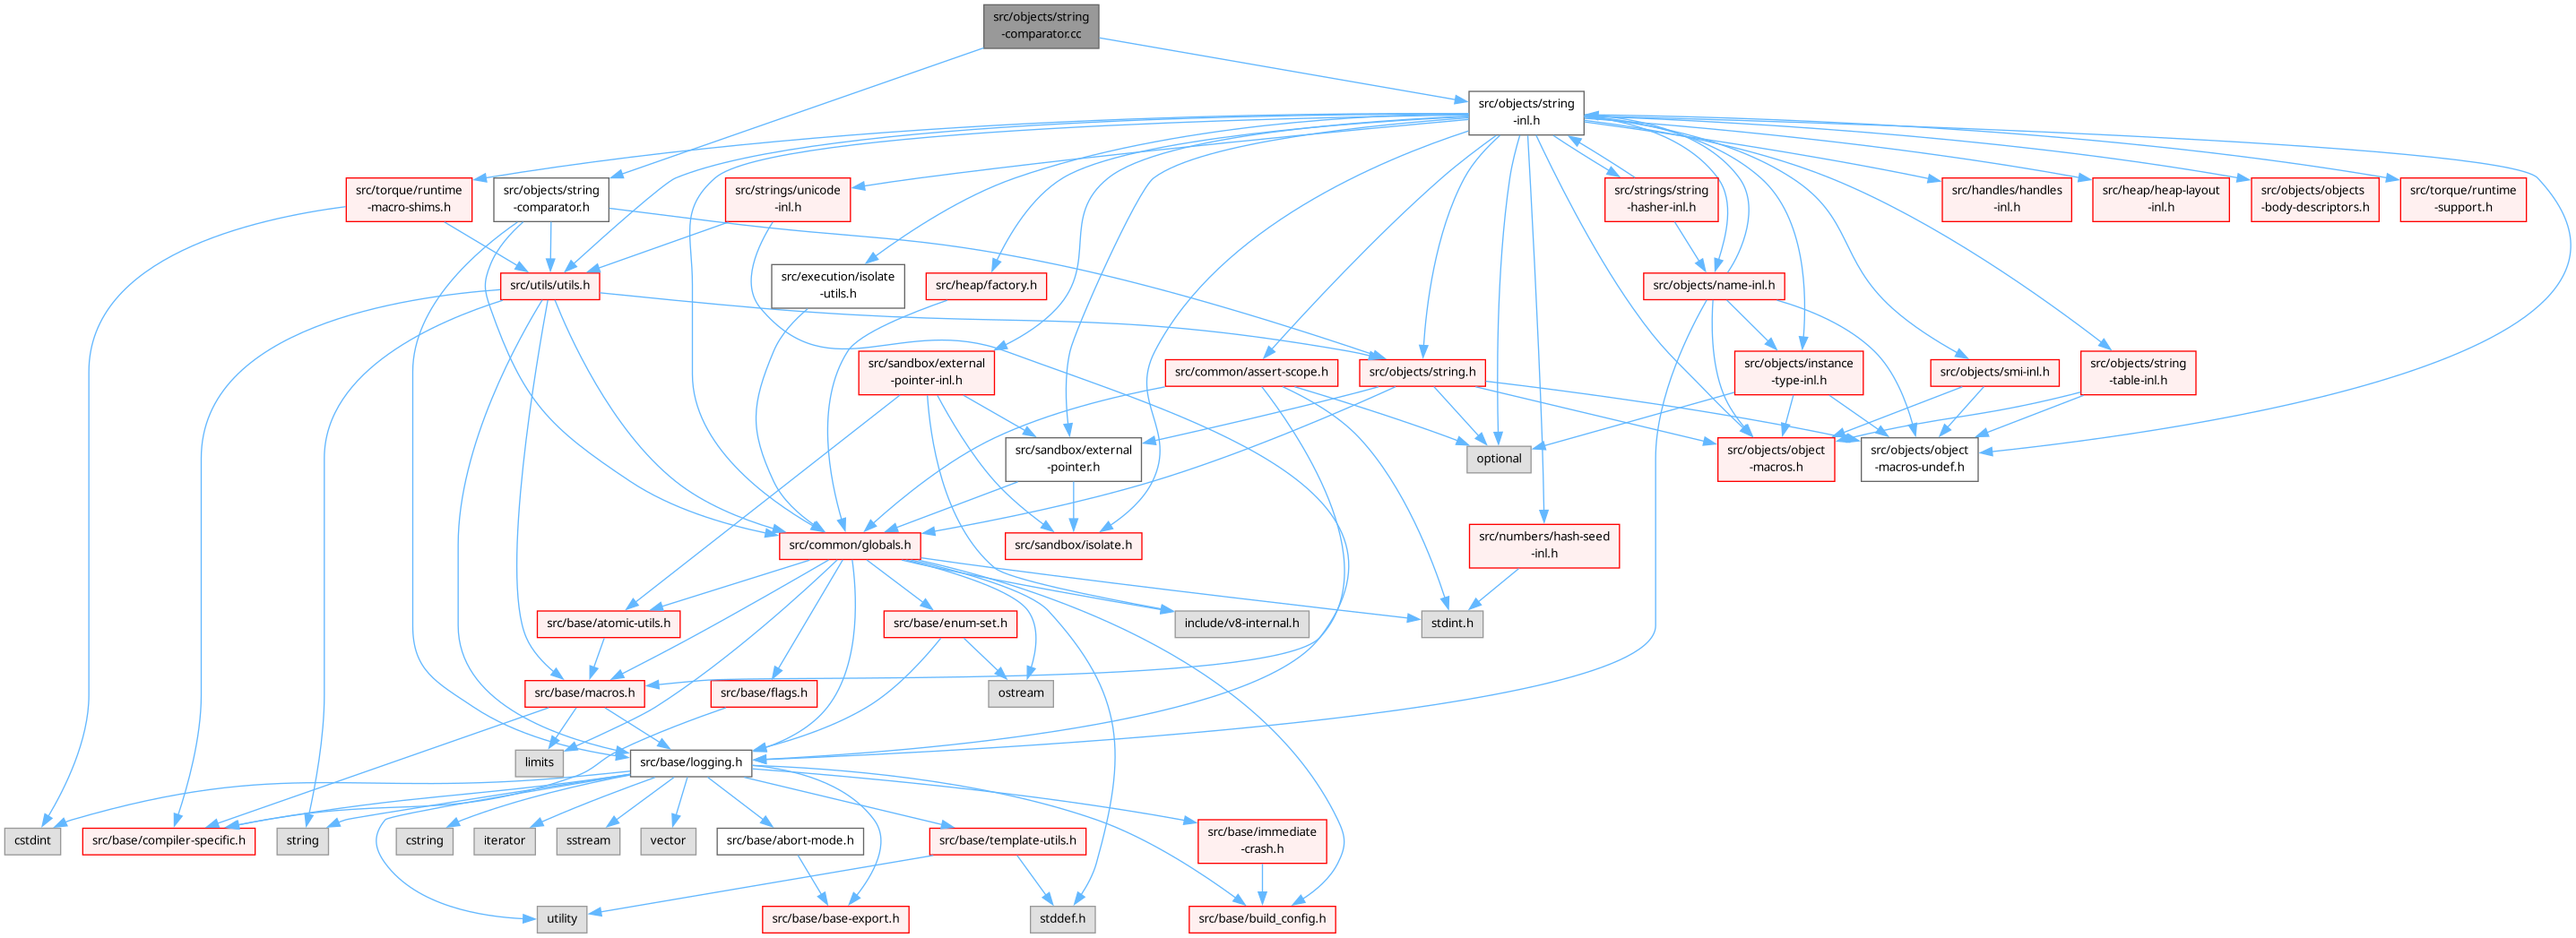 src/objects/string
-comparator.cc
src/objects/string
-inl.h
src/torque/runtime
-macro-shims.h
src/objects/string
-comparator.h
src/strings/unicode
-inl.h
src/strings/string
-hasher-inl.h
src/handles/handles
-inl.h
src/heap/heap-layout
-inl.h
src/objects/objects
-body-descriptors.h
src/torque/runtime
-support.h
src/utils/utils.h
src/execution/isolate
-utils.h
src/heap/factory.h
src/objects/name-inl.h
src/sandbox/external
-pointer-inl.h
src/common/assert-scope.h
src/objects/string.h
src/objects/instance
-type-inl.h
src/objects/smi-inl.h
src/objects/string
-table-inl.h
src/sandbox/external
-pointer.h
optional
src/objects/object
-macros.h
src/objects/object
-macros-undef.h
src/common/globals.h
src/sandbox/isolate.h
src/numbers/hash-seed
-inl.h
src/base/atomic-utils.h
src/base/enum-set.h
include/v8-internal.h
stdint.h
src/base/macros.h
src/base/flags.h
ostream
limits
src/base/logging.h
cstdint
src/base/compiler-specific.h
string
cstring
iterator
sstream
vector
src/base/abort-mode.h
src/base/template-utils.h
src/base/immediate
-crash.h
utility
src/base/base-export.h
stddef.h
src/base/build_config.h